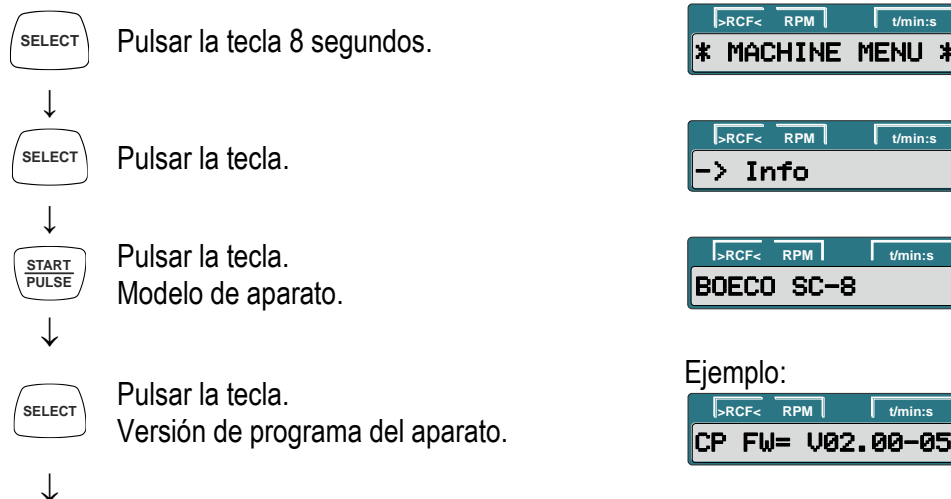 SELECT
Pulsar la tecla 8 segundos.
>RCF< RPM t/min:s
* MACHINE MENU *
↓
SELECT
Pulsar la tecla.
>RCF< RPM t/min:s
-> Info
↓
START
PULSE
Pulsar la tecla.
Modelo de aparato.
>RCF< RPM t/min:s
BOECO SC-8
↓
SELECT
Pulsar la tecla.
Versión de programa del aparato.
Ejemplo:
>RCF< RPM t/min:s
CP FW= V02.00-05
↓